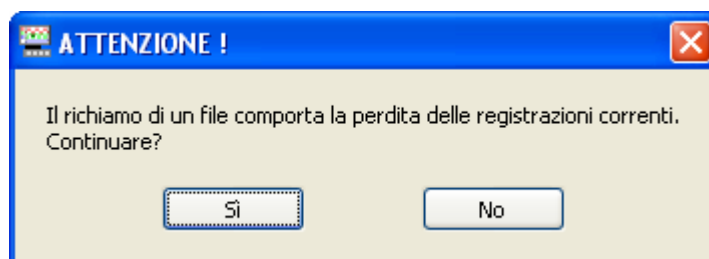 ATTENZIONE !
Il richiamo di un file comporta la perdita delle registrazioni correnti.
Continuare?
Sì No